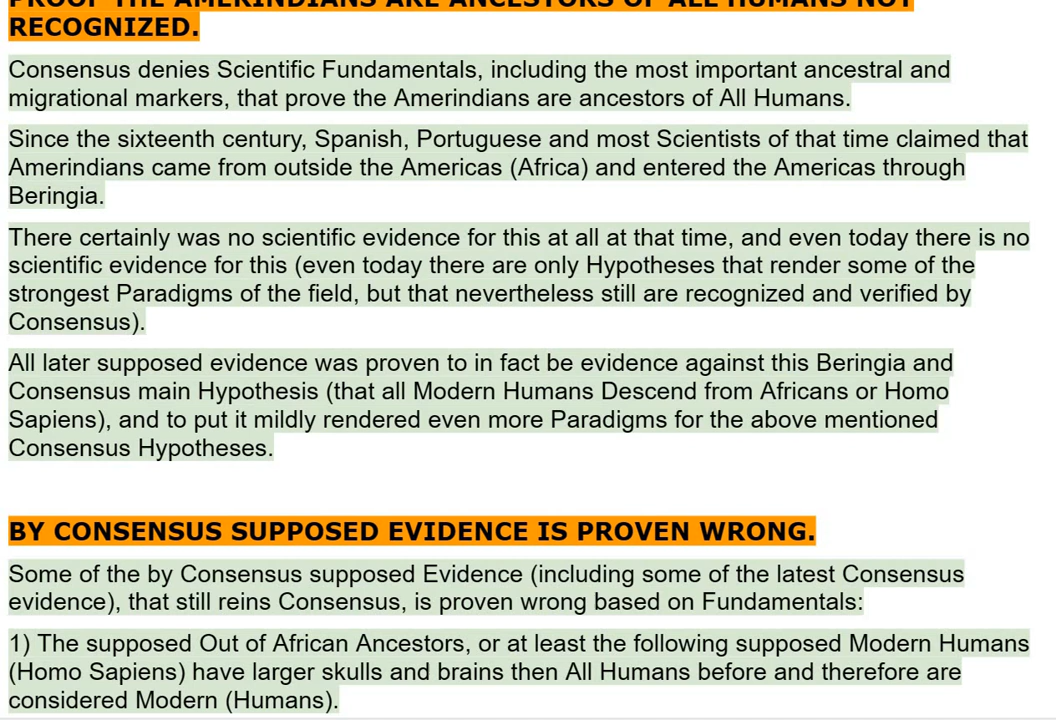 PROOF THE AMERINDIANS ARE ANCESTORS OF ALL HUMANS NOT
RECOGNIZED.
Consensus denies Scientific Fundamentals, including the most important ancestral and
migrational markers, that prove the Amerindians are ancestors of All Humans.
Since the sixteenth century, Spanish, Portuguese and most Scientists of that time claimed that
Amerindians came from outside the Americas (Africa) and entered the Americas through
Beringia.
There certainly was no scientific evidence for this at all at that time, and even today there is no
scientific evidence for this (even today there are only Hypotheses that render some of the
strongest Paradigms of the field, but that nevertheless still are recognized and verified by
Consensus).
All later supposed evidence was proven to in fact be evidence against this Beringia and
Consensus main Hypothesis (that all Modern Humans Descend from Africans or Homo
Sapiens), and to put it mildly rendered even more Paradigms for the above mentioned
Consensus Hypotheses.
BY CONSENSUS SUPPOSED EVIDENCE IS PROVEN WRONG.
Some of the by Consensus supposed Evidence (including some of the latest Consensus
evidence), that still reins Consensus, is proven wrong based on Fundamentals:
1) The supposed Out of African Ancestors, or at least the following supposed Modern Humans
(Homo Sapiens) have larger skulls and brains then All Humans before and therefore are
considered Modern (Humans).